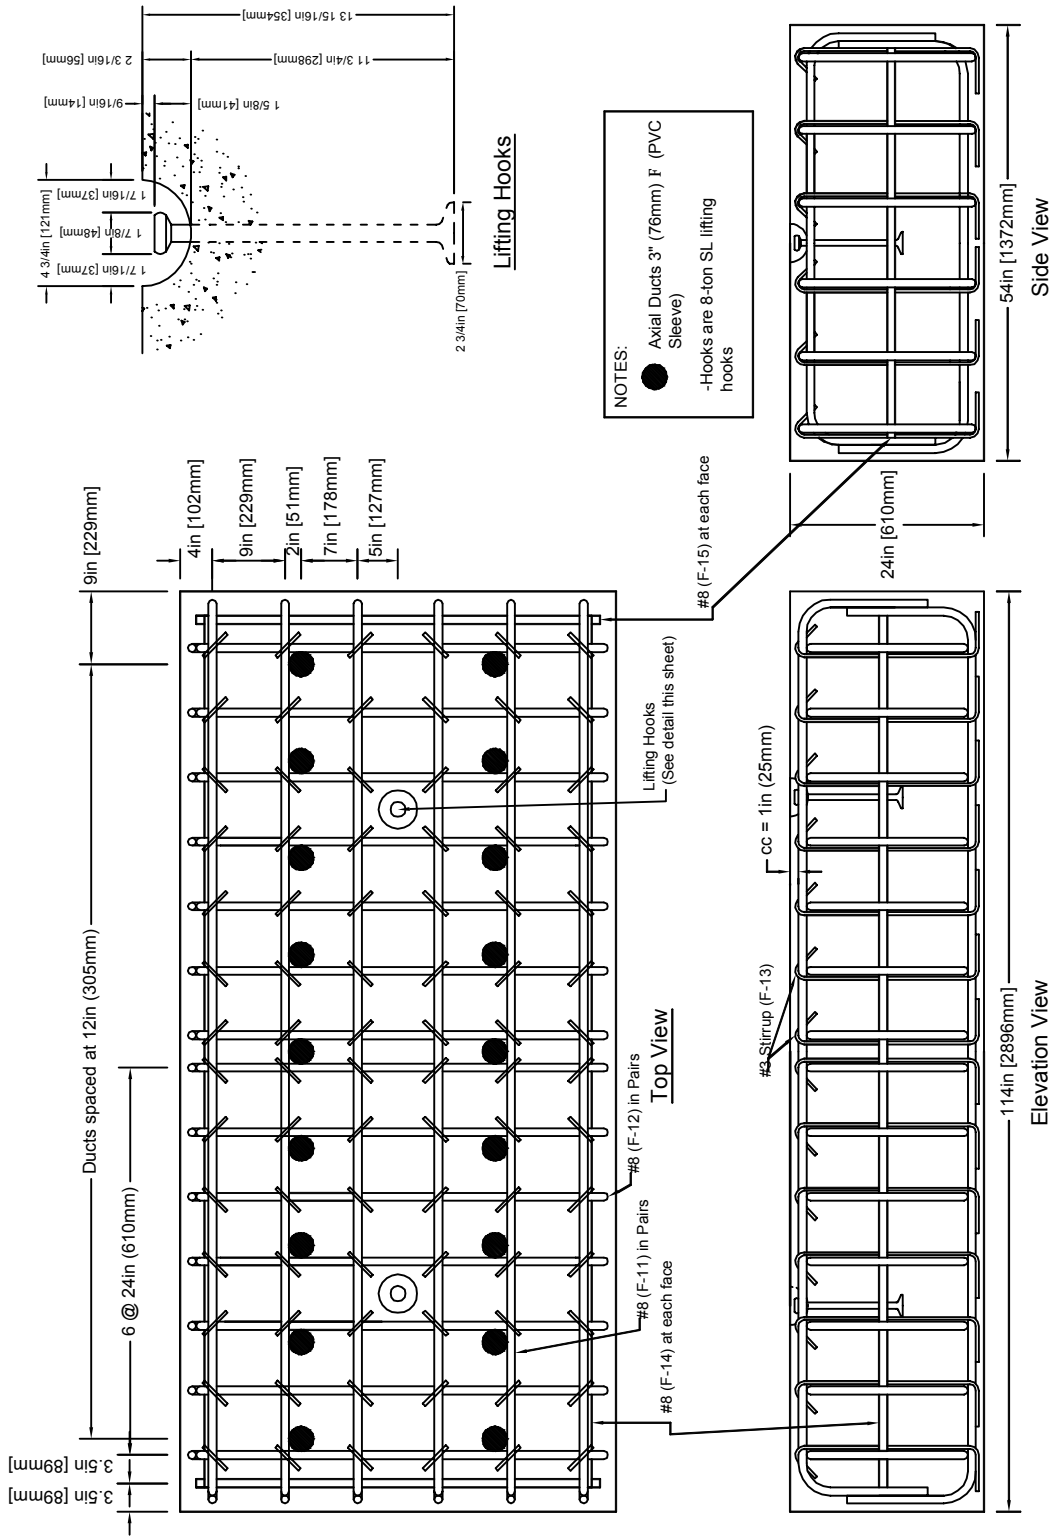 13 15/16in [354mm]
2 3/16in [56mm]
11 3/4in [298mm]
9/16in [14mm]
1 5/8in [41mm]
4 3/4in [121mm]
1 7/16in [37mm]
1 7/8in [48mm]
1 7/16in [37mm]
2 3/4in [70mm]
Lifting Hooks
NOTES:
Axial Ducts 3" (76mm) F (PVC
Sleeve)
-Hooks are 8-ton SL lifting
hooks
3.5in [89mm]
3.5in [89mm]
6 @ 24in (610mm)
Ducts spaced at 12in (305mm)
9in [229mm]
4in [102mm]
9in [229mm]
2in [51mm]
7in [178mm]
5in [127mm]
Lifting Hooks
(See detail this sheet)
#8 (F-15) at each face
#8 (F-12) in Pairs
Top View
#8 (F-11) in Pairs
#8 (F-14) at each face
#3 Stirrup (F-13)
cc = 1in (25mm)
24in [610mm]
114in [2896mm]
Elevation View
54in [1372mm]
Side View